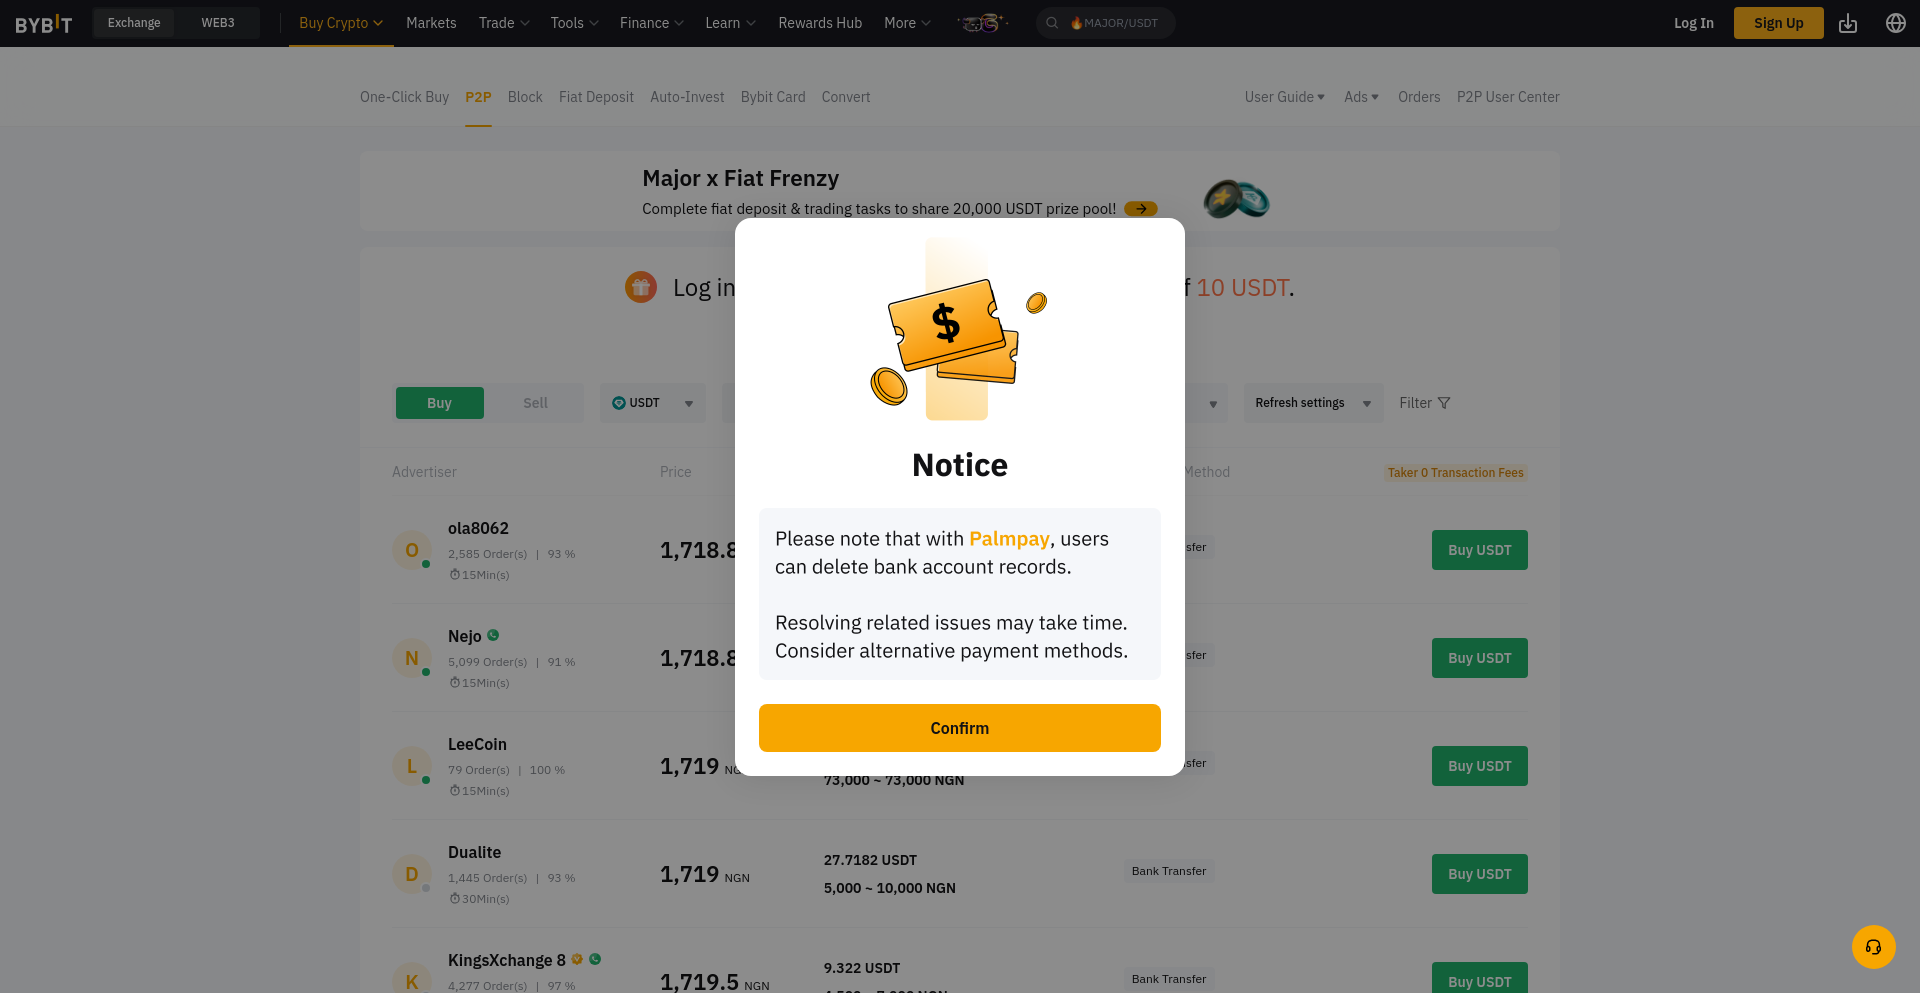 BYBIT Exchange WEB3 Buy Crypto Markets Trade Tools Finance Learn Rewards Hub More 🔥MAJOR/USDT Log In Sign Up
One-Click Buy P2P Block Fiat Deposit Auto-Invest Bybit Card Convert User Guide Ads Orders P2P User Center
Major x Fiat Frenzy
Complete fiat deposit & trading tasks to share 20,000 USDT prize pool!
Log in
10 USDT.
Buy Sell USDT Refresh settings Filter
Advertiser Price Method Taker 0 Transaction Fees
ola8062
2,585 Order(s) | 93 %
15Min(s)
1,718.8
Buy USDT
Nejo
5,099 Order(s) | 91 %
15Min(s)
1,718.8
Buy USDT
LeeCoin
79 Order(s) | 100 %
15Min(s)
1,719
73,000 ~ 73,000 NGN
Buy USDT
Dualite
1,445 Order(s) | 93 %
30Min(s)
1,719 NGN
27.7182 USDT
5,000 ~ 10,000 NGN
Bank Transfer
Buy USDT
KingsXchange 8
4,277 Order(s) | 97 %
1,719.5 NGN
9.322 USDT
Bank Transfer
Buy USDT
$
Notice
Please note that with Palmpay, users
can delete bank account records.
Resolving related issues may take time.
Consider alternative payment methods.
Confirm